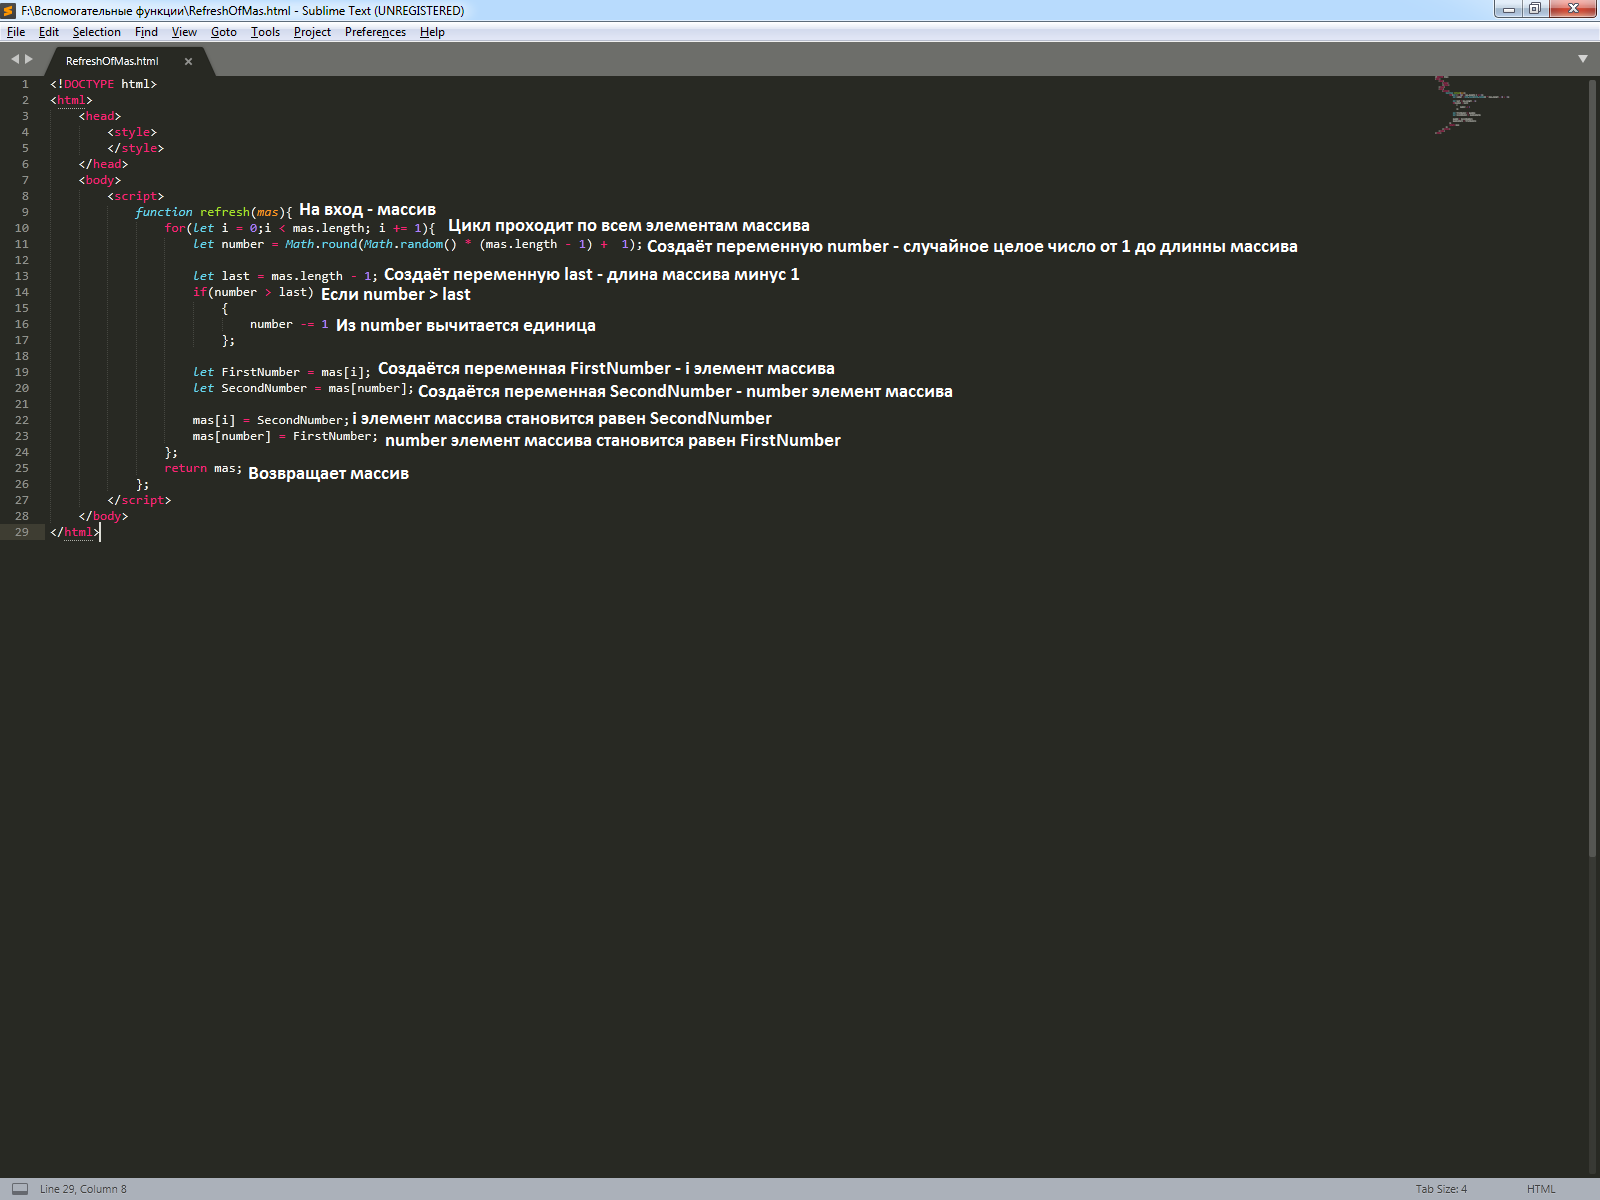 F:\Вспомогательные функции\RefreshOfMas.html - Sublime Text (UNREGISTERED)
File Edit Selection Find View Goto Tools Project Preferences Help
RefreshOfMas.html
1 <!DOCTYPE html>
2 <html>
3 <head>
4 <style>
5 </style>
6 </head>
7 <body>
8 <script>
9 function refresh(mas){ На вход - массив
10 for(let i = 0;i < mas.length; i += 1){ Цикл проходит по всем элементам массива
11 let number = Math.round(Math.random() * (mas.length - 1) + 1); Создаёт переменную number - случайное целое число от 1 до длинны массива
12
13 let last = mas.length - 1; Создаёт переменную last - длина массива минус 1
14 if(number > last) Если number > last
15 {
16 number -= 1 Из number вычитается единица
17 };
18
19 let FirstNumber = mas[i]; Создаётся переменная FirstNumber - i элемент массива
20 let SecondNumber = mas[number]; Создаётся переменная SecondNumber - number элемент массива
21
22 mas[i] = SecondNumber; i элемент массива становится равен SecondNumber
23 mas[number] = FirstNumber; number элемент массива становится равен FirstNumber
24 };
25 return mas; Возвращает массив
26 };
27 </script>
28 </body>
29 </html>
Line 29, Column 8 Tab Size: 4 HTML